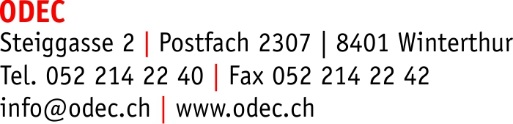 ODEC
Steiggasse 2 | Postfach 2307 | 8401 Winterthur
Tel. 052 214 22 40 | Fax 052 214 22 42
info@odec.ch | www.odec.ch